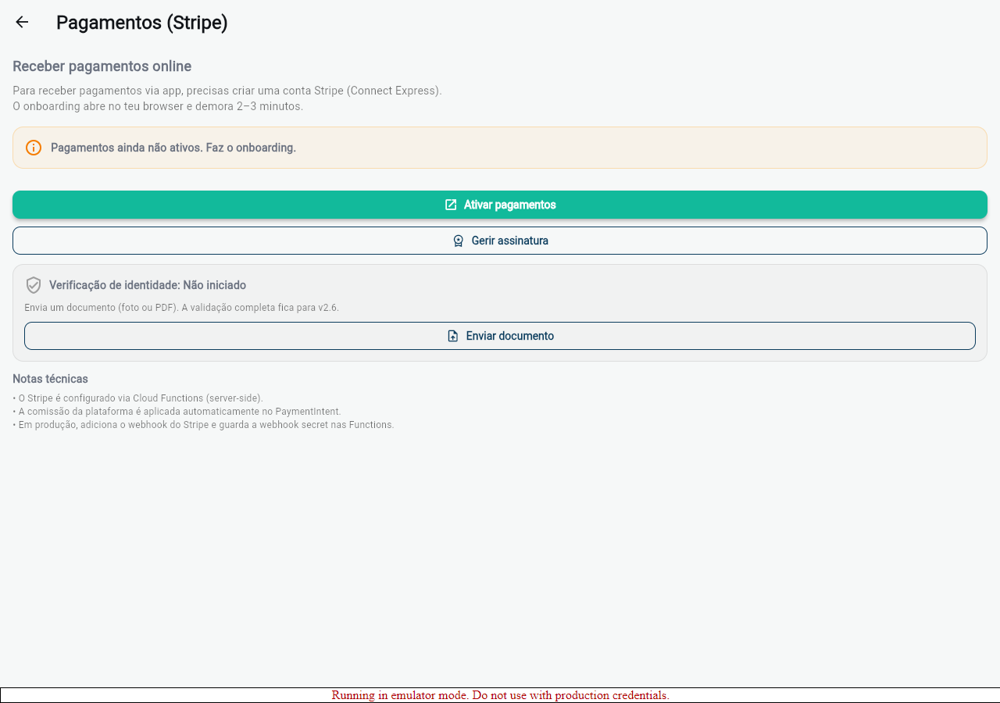 Pagamentos (Stripe)
Receber pagamentos online
Para receber pagamentos via app, precisas criar uma conta Stripe (Connect Express).
O onboarding abre no teu browser e demora 2–3 minutos.
Pagamentos ainda não ativos. Faz o onboarding.
Ativar pagamentos
Gerir assinatura
Verificação de identidade: Não iniciado
Envia um documento (foto ou PDF). A validação completa fica para v2.6.
Enviar documento
Notas técnicas
• O Stripe é configurado via Cloud Functions (server-side).
• A comissão da plataforma é aplicada automaticamente no PaymentIntent.
• Em produção, adiciona o webhook do Stripe e guarda a webhook secret nas Functions.
Running in emulator mode. Do not use with production credentials.